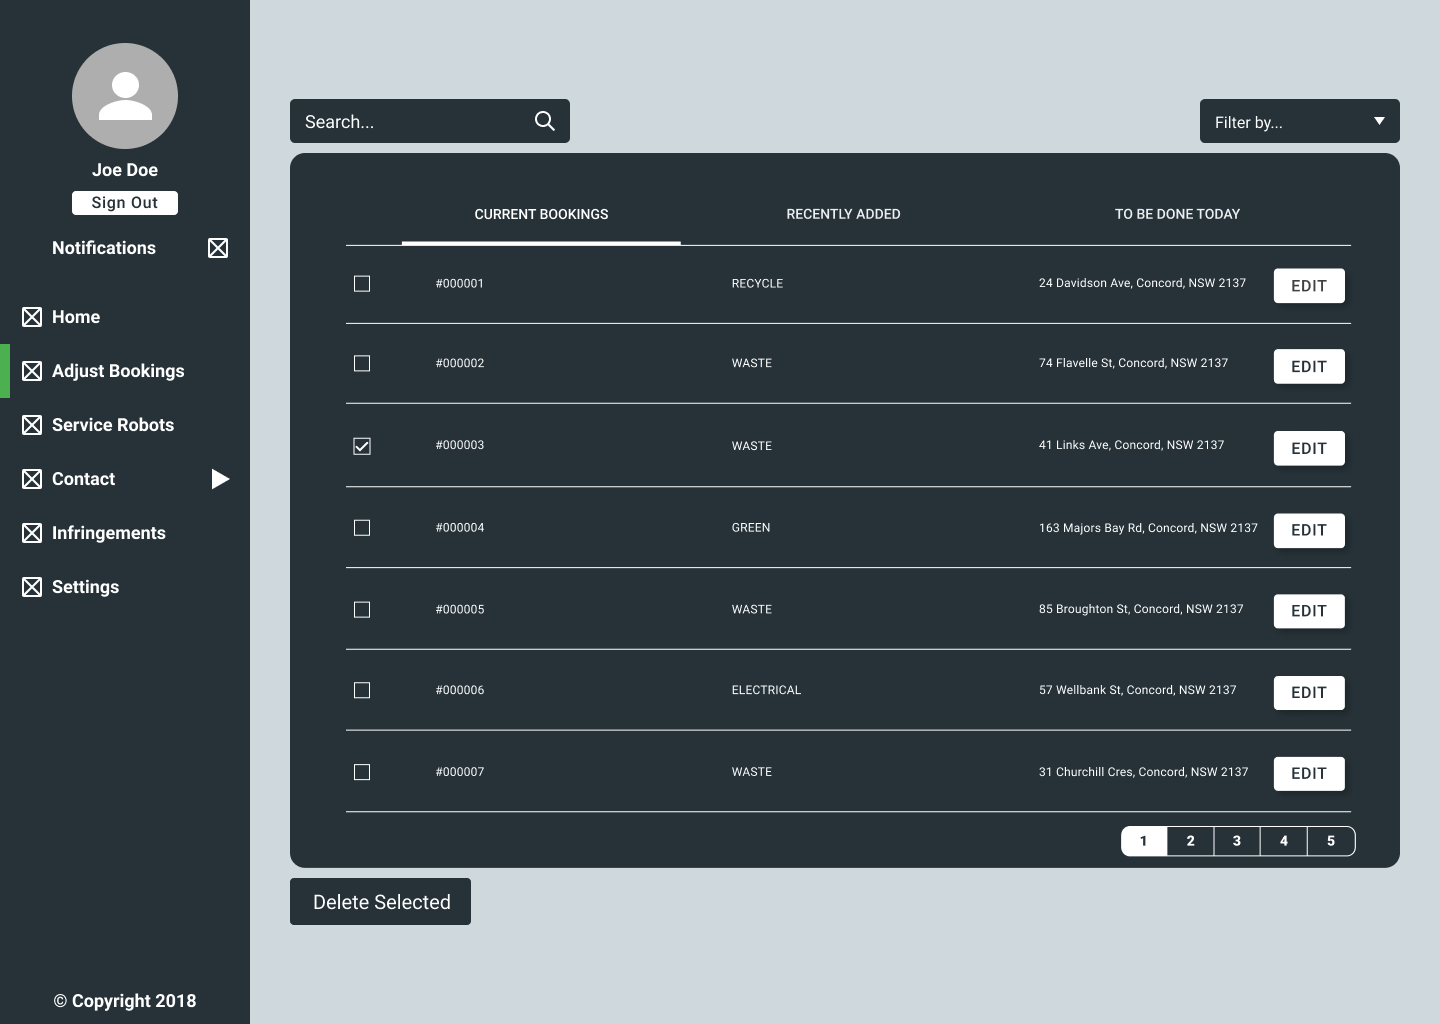 Joe Doe
Sign Out
Notifications
Home
Adjust Bookings
Service Robots
Contact
Infringements
Settings
© Copyright 2018
Search...
Filter by...
CURRENT BOOKINGS RECENTLY ADDED TO BE DONE TODAY
#000001 RECYCLE 24 Davidson Ave, Concord, NSW 2137 EDIT
#000002 WASTE 74 Flavelle St, Concord, NSW 2137 EDIT
#000003 WASTE 41 Links Ave, Concord, NSW 2137 EDIT
#000004 GREEN 163 Majors Bay Rd, Concord, NSW 2137 EDIT
#000005 WASTE 85 Broughton St, Concord, NSW 2137 EDIT
#000006 ELECTRICAL 57 Wellbank St, Concord, NSW 2137 EDIT
#000007 WASTE 31 Churchill Cres, Concord, NSW 2137 EDIT
1 2 3 4 5
Delete Selected